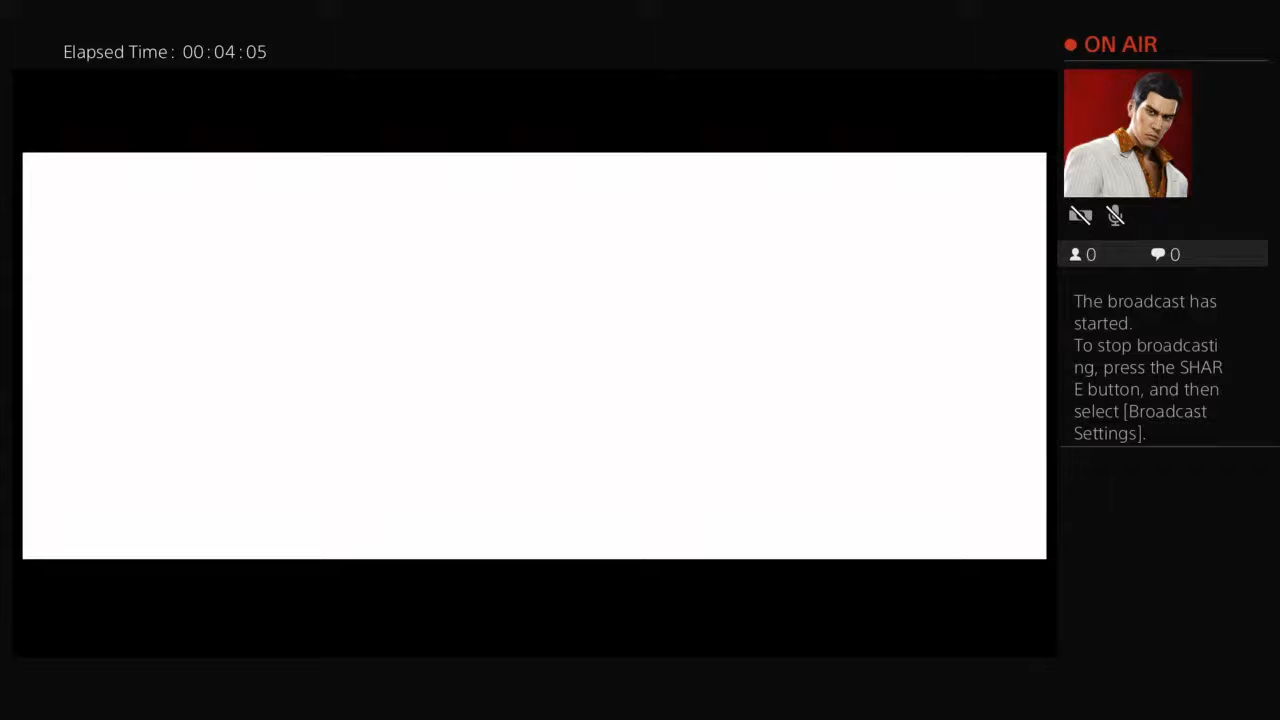 Elapsed Time: 00:04:05
ON AIR
0 0
The broadcast has
started.
To stop broadcasti
ng, press the SHAR
E button, and then
select [Broadcast
Settings].